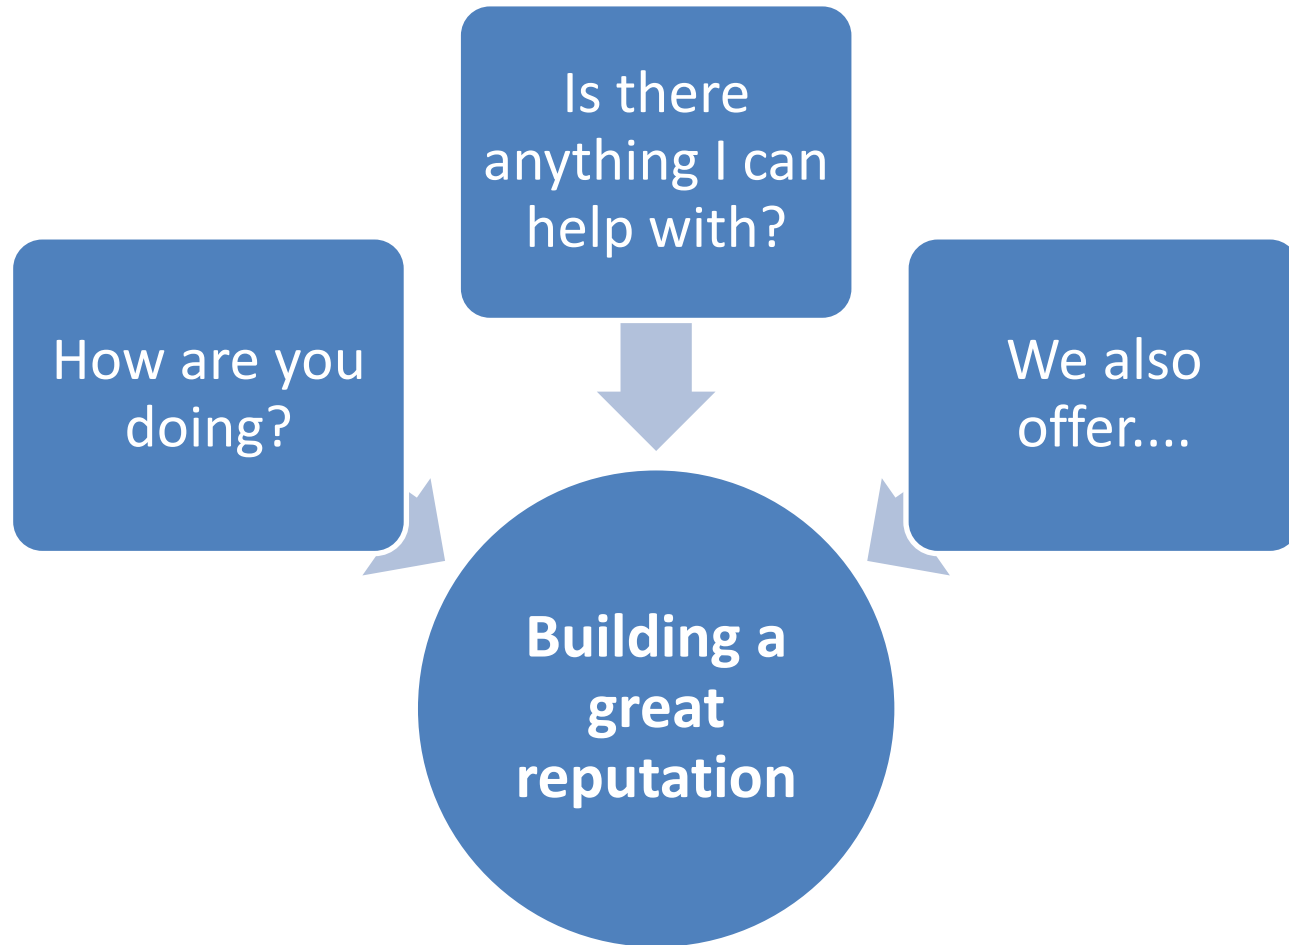 Is there
anything I can
help with?
How are you
doing?
We also
offer....
Building a
great
reputation